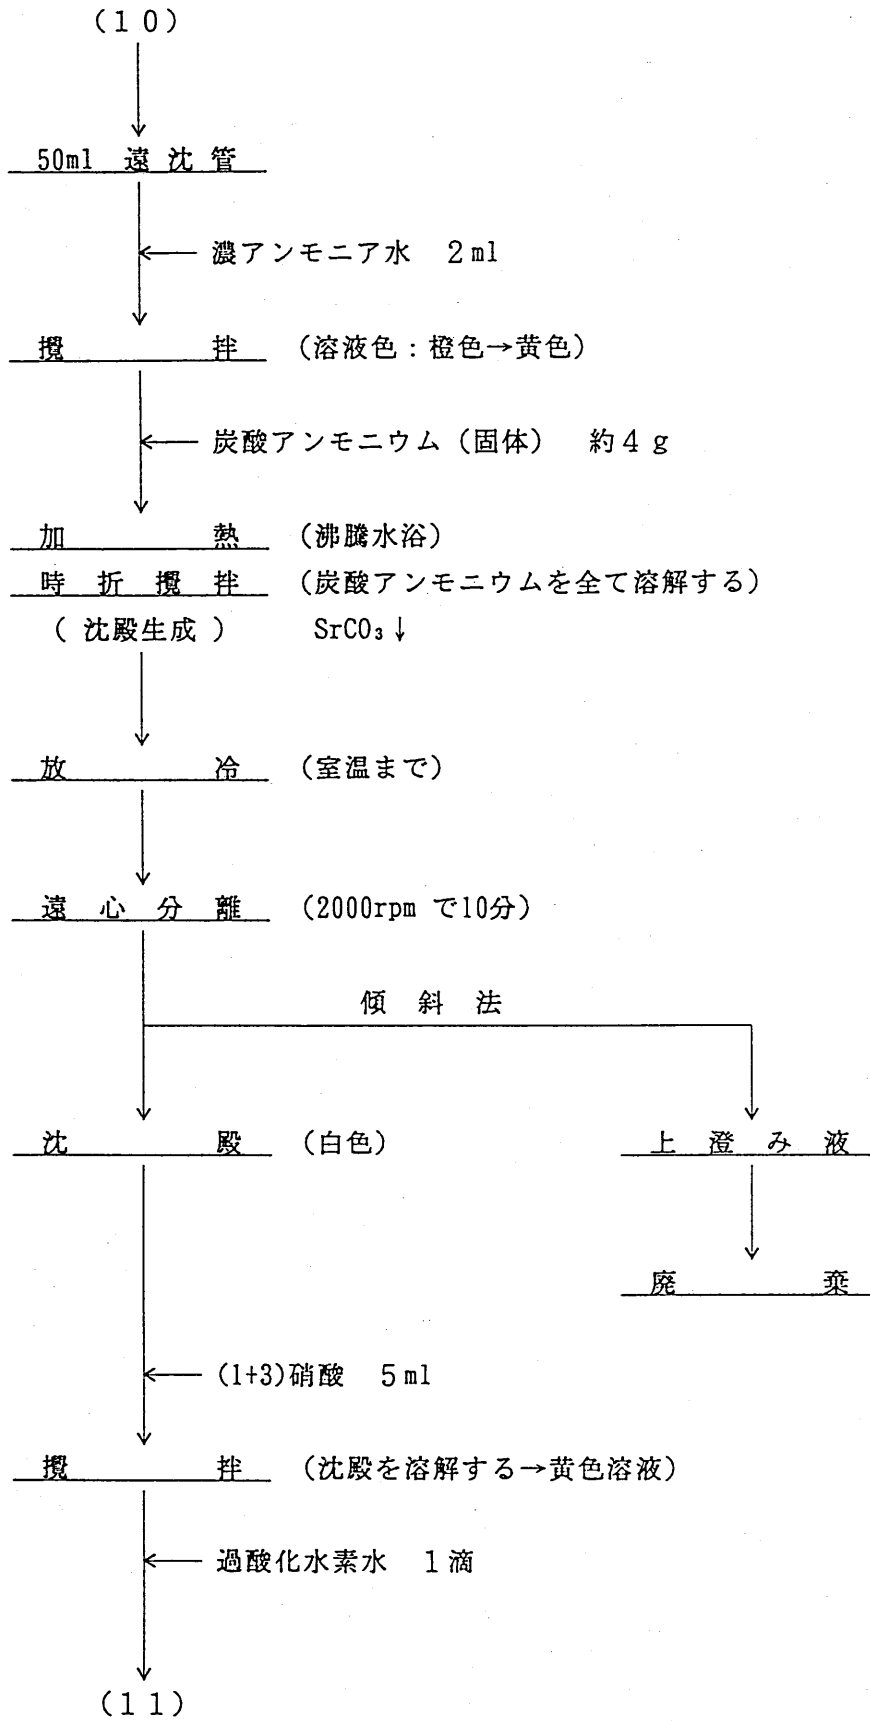 (10)
50ml 遠沈管
濃アンモニア水 2ml
攪拌 (溶液色:橙色→黄色)
炭酸アンモニウム(固体) 約4g
加熱 (沸騰水浴)
時折攪拌 (炭酸アンモニウムを全て溶解する)
(沈殿生成) SrCO₃↓
放冷 (室温まで)
遠心分離 (2000rpm で10分)
傾斜法
沈殿 (白色) 上澄み液
廃棄
(1+3)硝酸 5ml
攪拌 (沈殿を溶解する→黄色溶液)
過酸化水素水 1滴
(11)